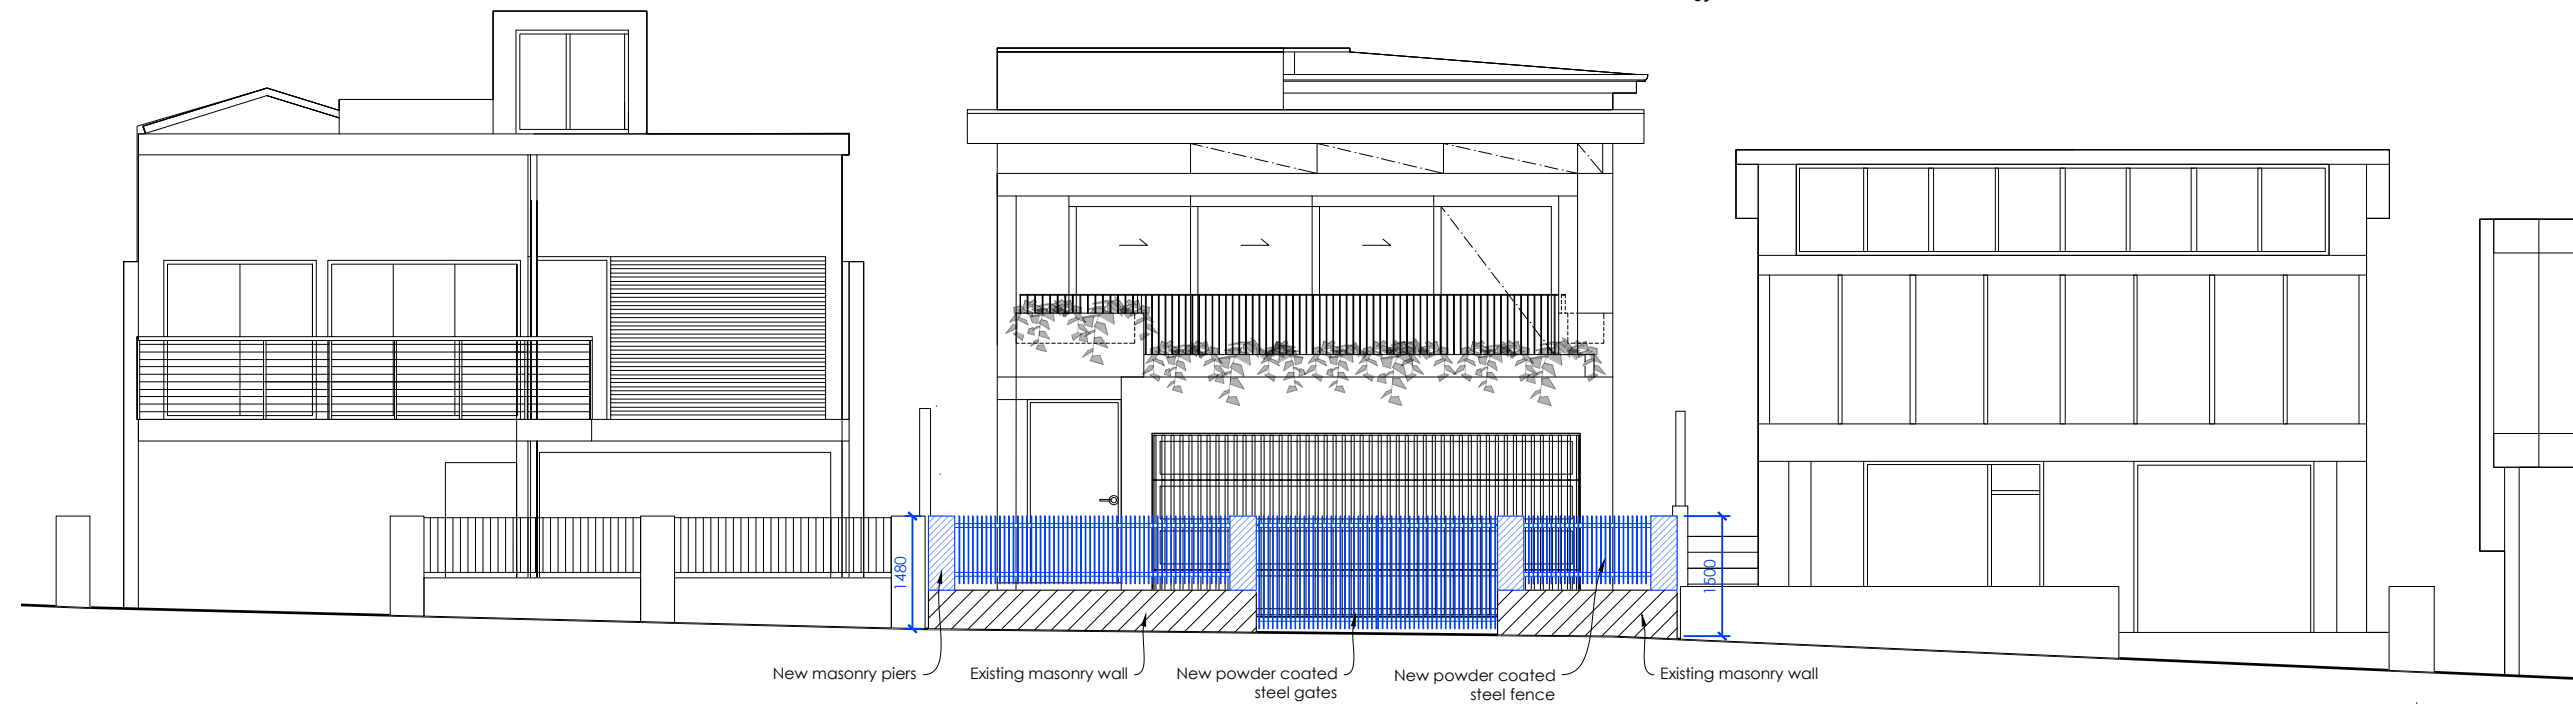 1480
1500
New masonry piers
Existing masonry wall
New powder coated
steel gates
New powder coated
steel fence
Existing masonry wall